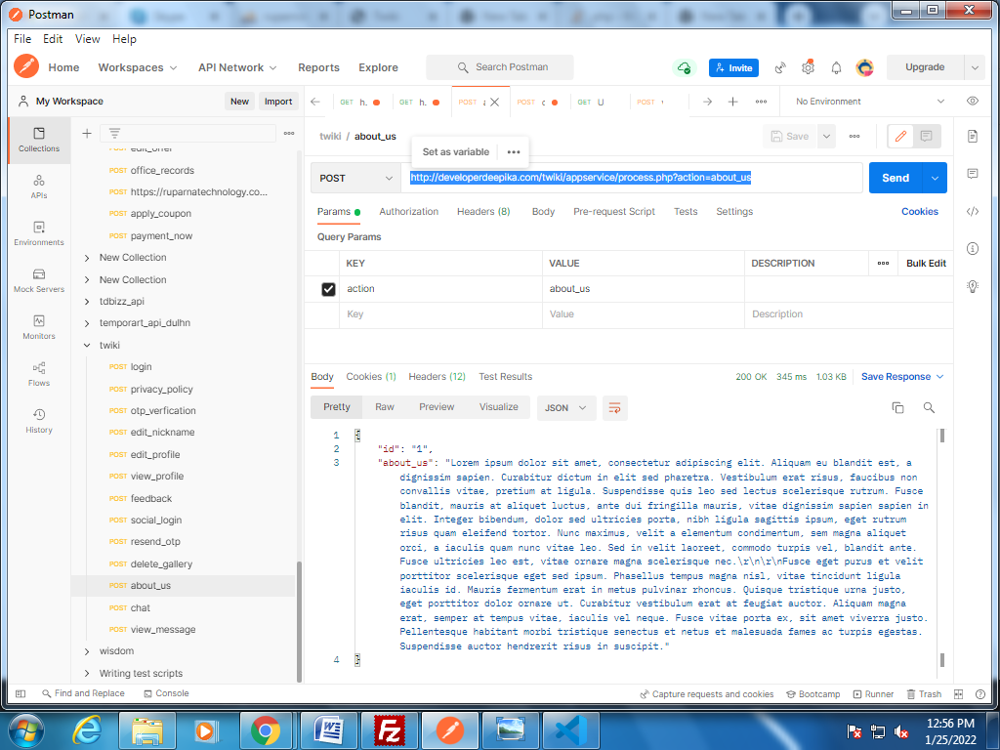 Postman
File Edit View Help
Home Workspaces API Network Reports Explore Search Postman Invite Upgrade
My Workspace New Import GET h. GET h. POST a POST c GET U POST No Environment
Collections
APIs
Environments
Mock Servers
Monitors
Flows
History
POST edit_offer
POST office_records
POST https://ruparnatechnology.co...
POST apply_coupon
POST payment_now
New Collection
New Collection
tdbizz_api
temporart_api_dulhn
twiki
POST login
POST privacy_policy
POST otp_verfication
POST edit_nickname
POST edit_profile
POST view_profile
POST feedback
POST social_login
POST resend_otp
POST delete_gallery
POST about_us
POST chat
POST view_message
wisdom
Writing test scripts
twiki / about_us Save
Set as variable
POST http://developerdeepika.com/twiki/appservice/process.php?action=about_us Send
Params Authorization Headers (8) Body Pre-request Script Tests Settings Cookies
Query Params
KEY VALUE DESCRIPTION Bulk Edit
action about_us
Key Value Description
Body Cookies (1) Headers (12) Test Results 200 OK 345 ms 1.03 KB Save Response
Pretty Raw Preview Visualize JSON
1 {
2 "id": "1",
3 "about_us": "Lorem ipsum dolor sit amet, consectetur adipiscing elit. Aliquam eu blandit est, a
dignissim sapien. Curabitur dictum in elit sed pharetra. Vestibulum erat risus, faucibus non
convallis vitae, pretium at ligula. Suspendisse quis leo sed lectus scelerisque rutrum. Fusce
blandit, mauris at aliquet luctus, ante dui fringilla mauris, vitae dignissim sapien sapien in
elit. Integer bibendum, dolor sed ultricies porta, nibh ligula sagittis ipsum, eget rutrum
risus quam eleifend tortor. Nunc maximus, velit a elementum condimentum, sem magna aliquet
orci, a iaculis quam nunc vitae leo. Sed in velit laoreet, commodo turpis vel, blandit ante.
Fusce ultricies leo est, vitae ornare magna scelerisque nec.\r\n\r\nFusce eget purus et velit
porttitor scelerisque eget sed ipsum. Phasellus tempus magna nisl, vitae tincidunt ligula
iaculis id. Mauris fermentum erat in metus pulvinar rhoncus. Quisque tristique urna justo,
eget porttitor dolor ornare ut. Curabitur vestibulum erat at feugiat auctor. Aliquam magna
erat, semper at tempus vitae, iaculis vel neque. Fusce vitae porta ex, sit amet viverra justo.
Pellentesque habitant morbi tristique senectus et netus et malesuada fames ac turpis egestas.
Suspendisse auctor hendrerit risus in suscipit."
4 }
Find and Replace Console Capture requests and cookies Bootcamp Runner Trash
12:56 PM
1/25/2022